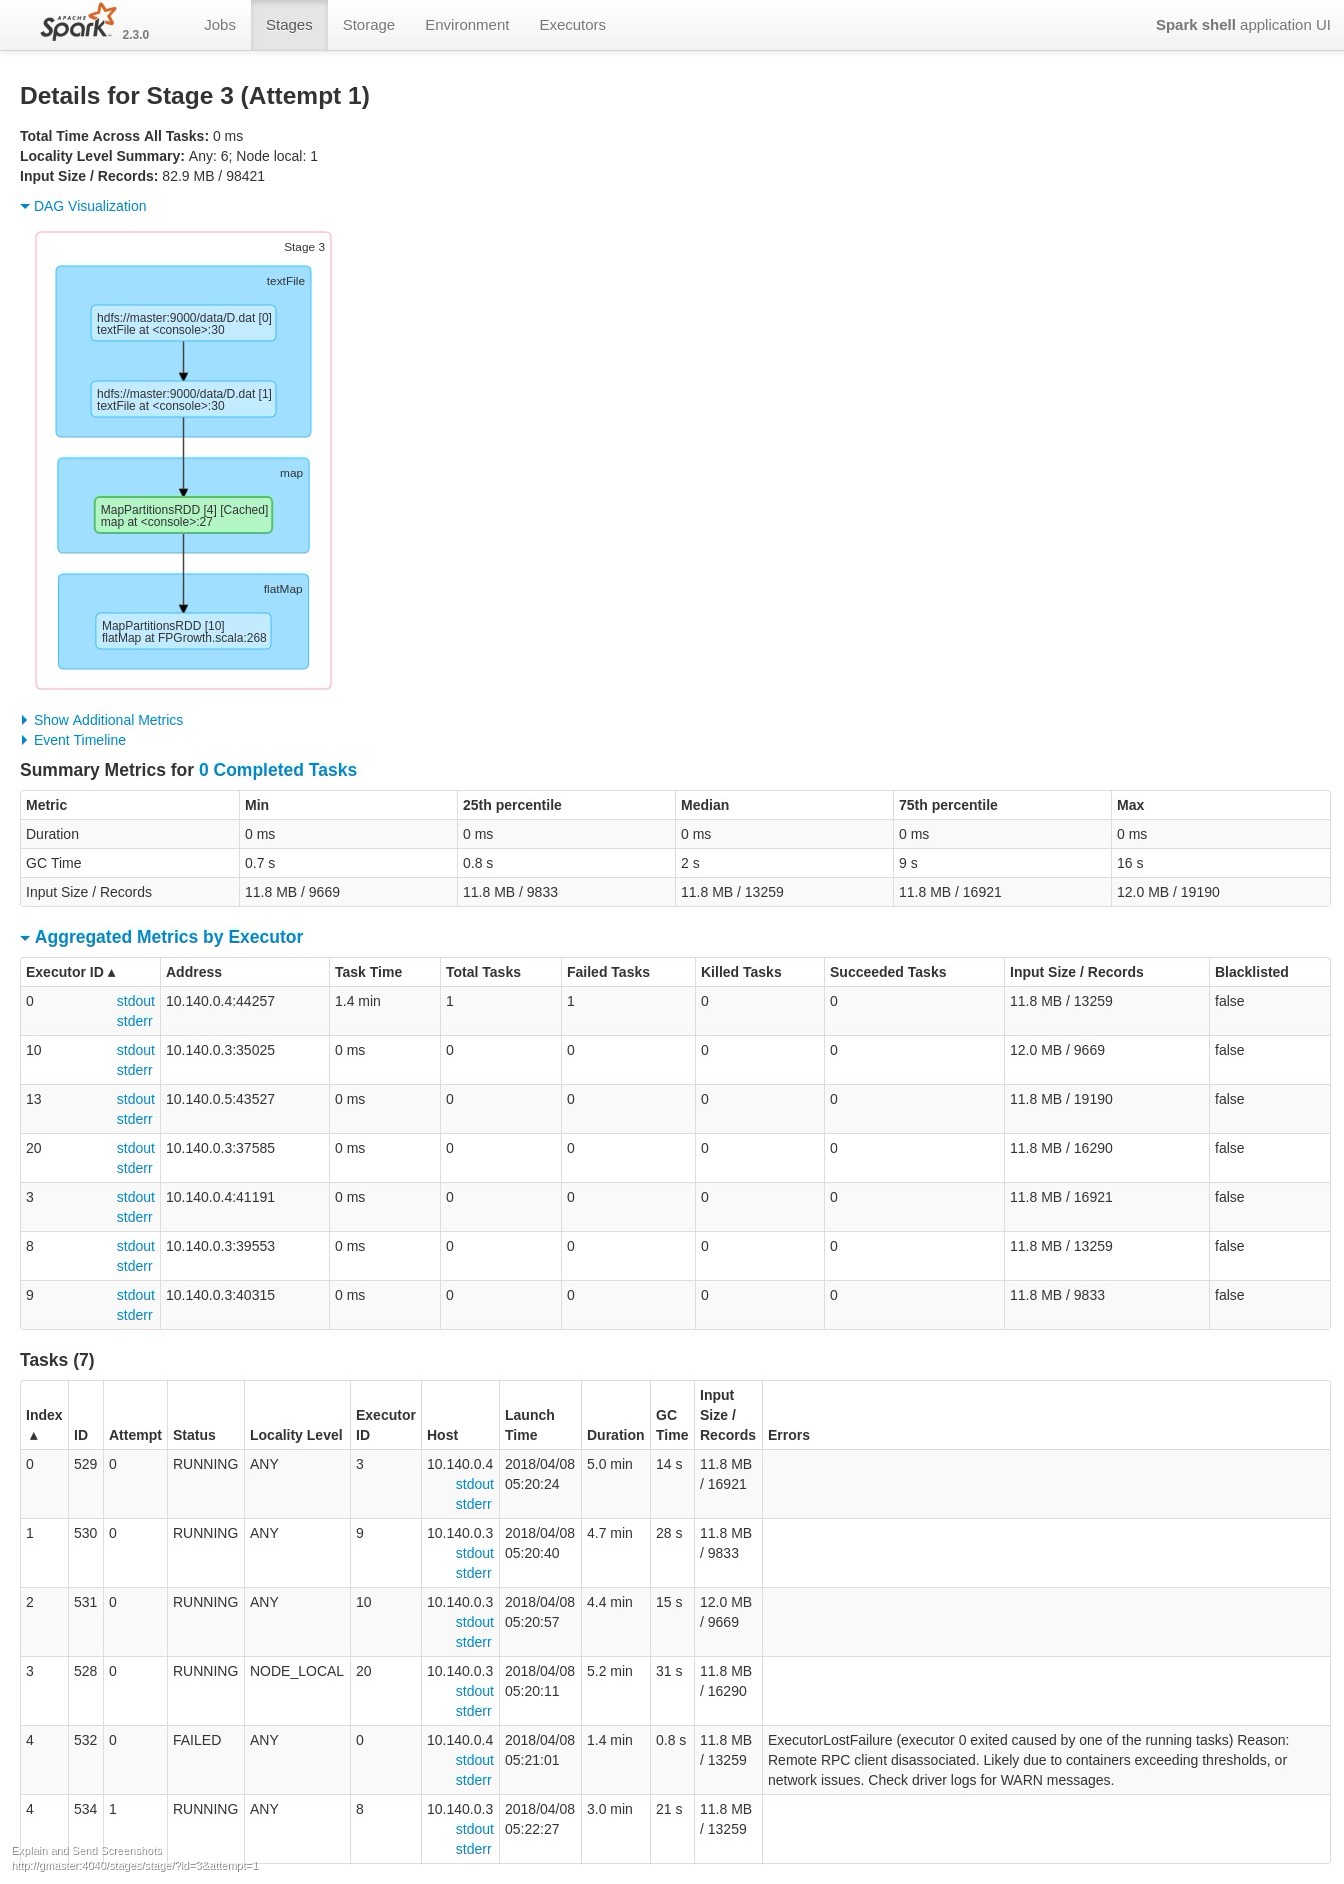 APACHE
Spark 2.3.0 Jobs Stages Storage Environment Executors Spark shell application UI
Details for Stage 3 (Attempt 1)
Total Time Across All Tasks: 0 ms
Locality Level Summary: Any: 6; Node local: 1
Input Size / Records: 82.9 MB / 98421
DAG Visualization
Stage 3
textFile
hdfs://master:9000/data/D.dat [0]
textFile at <console>:30
hdfs://master:9000/data/D.dat [1]
textFile at <console>:30
map
MapPartitionsRDD [4] [Cached]
map at <console>:27
flatMap
MapPartitionsRDD [10]
flatMap at FPGrowth.scala:268
Show Additional Metrics
Event Timeline
Summary Metrics for 0 Completed Tasks
Metric Min 25th percentile Median 75th percentile Max
Duration 0 ms 0 ms 0 ms 0 ms 0 ms
GC Time 0.7 s 0.8 s 2 s 9 s 16 s
Input Size / Records 11.8 MB / 9669 11.8 MB / 9833 11.8 MB / 13259 11.8 MB / 16921 12.0 MB / 19190
Aggregated Metrics by Executor
Executor ID ▴ Address Task Time Total Tasks Failed Tasks Killed Tasks Succeeded Tasks Input Size / Records Blacklisted
0 stdout 10.140.0.4:44257 1.4 min 1 1 0 0 11.8 MB / 13259 false
stderr
10 stdout 10.140.0.3:35025 0 ms 0 0 0 0 12.0 MB / 9669 false
stderr
13 stdout 10.140.0.5:43527 0 ms 0 0 0 0 11.8 MB / 19190 false
stderr
20 stdout 10.140.0.3:37585 0 ms 0 0 0 0 11.8 MB / 16290 false
stderr
3 stdout 10.140.0.4:41191 0 ms 0 0 0 0 11.8 MB / 16921 false
stderr
8 stdout 10.140.0.3:39553 0 ms 0 0 0 0 11.8 MB / 13259 false
stderr
9 stdout 10.140.0.3:40315 0 ms 0 0 0 0 11.8 MB / 9833 false
stderr
Tasks (7)
Input
Index Executor Launch GC Size /
▴ ID Attempt Status Locality Level ID Host Time Duration Time Records Errors
0 529 0 RUNNING ANY 3 10.140.0.4 2018/04/08 5.0 min 14 s 11.8 MB
stdout 05:20:24 / 16921
stderr
1 530 0 RUNNING ANY 9 10.140.0.3 2018/04/08 4.7 min 28 s 11.8 MB
stdout 05:20:40 / 9833
stderr
2 531 0 RUNNING ANY 10 10.140.0.3 2018/04/08 4.4 min 15 s 12.0 MB
stdout 05:20:57 / 9669
stderr
3 528 0 RUNNING NODE_LOCAL 20 10.140.0.3 2018/04/08 5.2 min 31 s 11.8 MB
stdout 05:20:11 / 16290
stderr
4 532 0 FAILED ANY 0 10.140.0.4 2018/04/08 1.4 min 0.8 s 11.8 MB ExecutorLostFailure (executor 0 exited caused by one of the running tasks) Reason:
stdout 05:21:01 / 13259 Remote RPC client disassociated. Likely due to containers exceeding thresholds, or
stderr network issues. Check driver logs for WARN messages.
4 534 1 RUNNING ANY 8 10.140.0.3 2018/04/08 3.0 min 21 s 11.8 MB
stdout 05:22:27 / 13259
stderr
Explain and Send Screenshots
http://gmaster:4040/stages/stage/?id=3&attempt=1